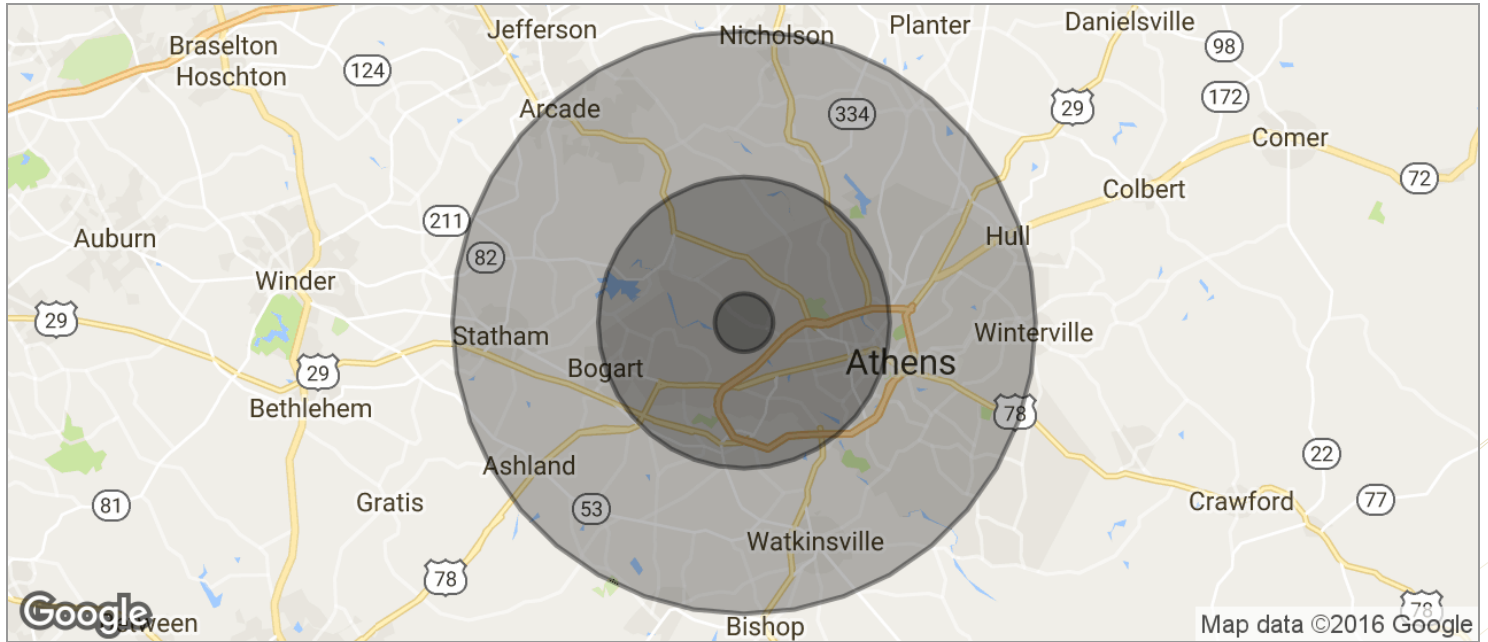 Jefferson
Nicholson
Planter
Danielsville
Braselton
98
Hoschton
124
172
Arcade
29
334
Comer
72
Colbert
211
Auburn
Hull
82
Winder
29
Statham
Winterville
Athens
Bogart
29
Bethlehem
78
22
Ashland
81
Gratis
53
77
Crawford
Watkinsville
78
78
Google
Between
Bishop
Map data ©2016 Google